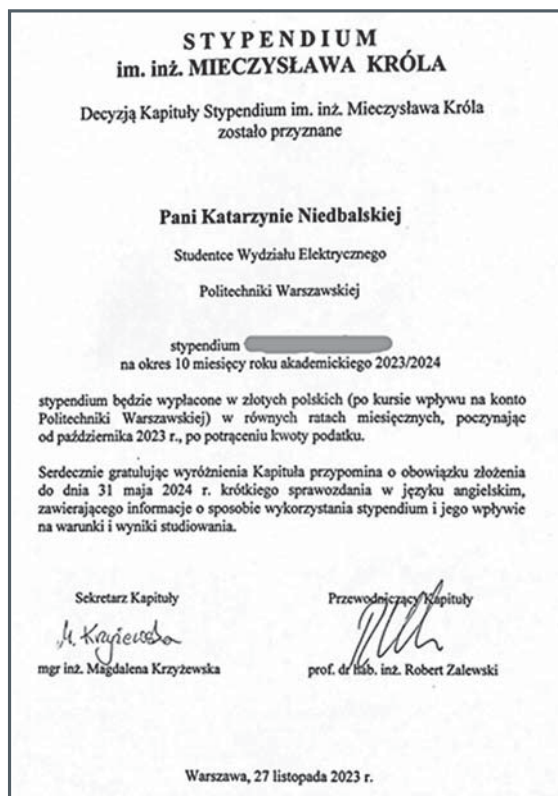 STYPENDIUM
im. inż. MIECZYSŁAWA KRÓLA
Decyzją Kapituły Stypendium im. inż. Mieczysława Króla
zostało przyznane
Pani Katarzynie Niedbalskiej
Studentce Wydziału Elektrycznego
Politechniki Warszawskiej
stypendium
na okres 10 miesięcy roku akademickiego 2023/2024
stypendium będzie wypłacone w złotych polskich (po kursie wpływu na konto
Politechniki Warszawskiej) w równych ratach miesięcznych, poczynając
od października 2023 r., po potrąceniu kwoty podatku.
Serdecznie gratulując wyróżnienia Kapituła przypomina o obowiązku złożenia
do dnia 31 maja 2024 r. krótkiego sprawozdania w języku angielskim,
zawierającego informacje o sposobie wykorzystania stypendium i jego wpływie
na warunki i wyniki studiowania.
Sekretarz Kapituły
Przewodniczący Kapituły
M. Krzyżewska
mgr inż. Magdalena Krzyżewska
prof. dr hab. inż. Robert Zalewski
Warszawa, 27 listopada 2023 r.